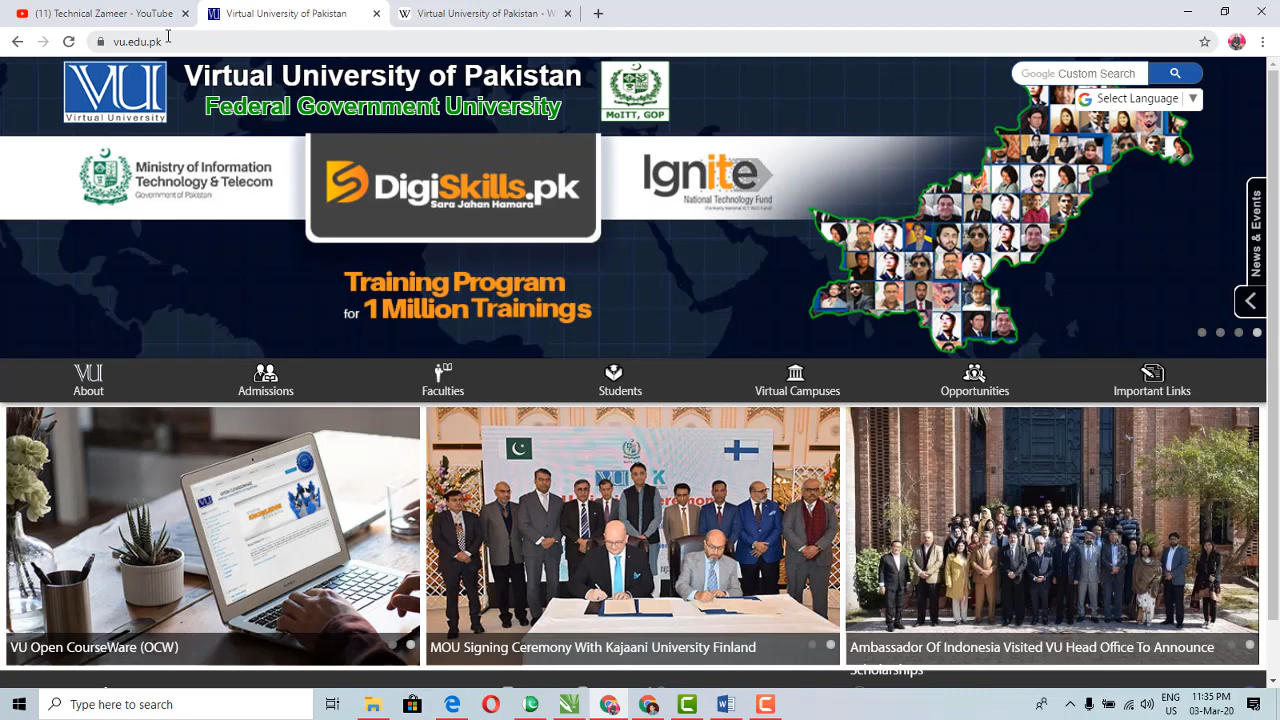 (11) Technical Zameer - YouTube
Virtual University of Pakistan
Virtual University of Pakistan - W
vu.edu.pk
VU
Virtual University
Virtual University of Pakistan
Federal Government University
MoITT, GOP
Google Custom Search
Select Language
Ministry of Information
Technology & Telecom
Government of Pakistan
DigiSkills.pk
Sara Jahan Hamara
Ignite
National Technology Fund
Training Program
for 1 Million Trainings
News & Events
About
Admissions
Faculties
Students
Virtual Campuses
Opportunities
Important Links
VU Open CourseWare (OCW)
MOU Signing Ceremony With Kajaani University Finland
Ambassador Of Indonesia Visited VU Head Office To Announce
Scholarships
Type here to search
ENG
US
11:35 PM
03-Mar-20